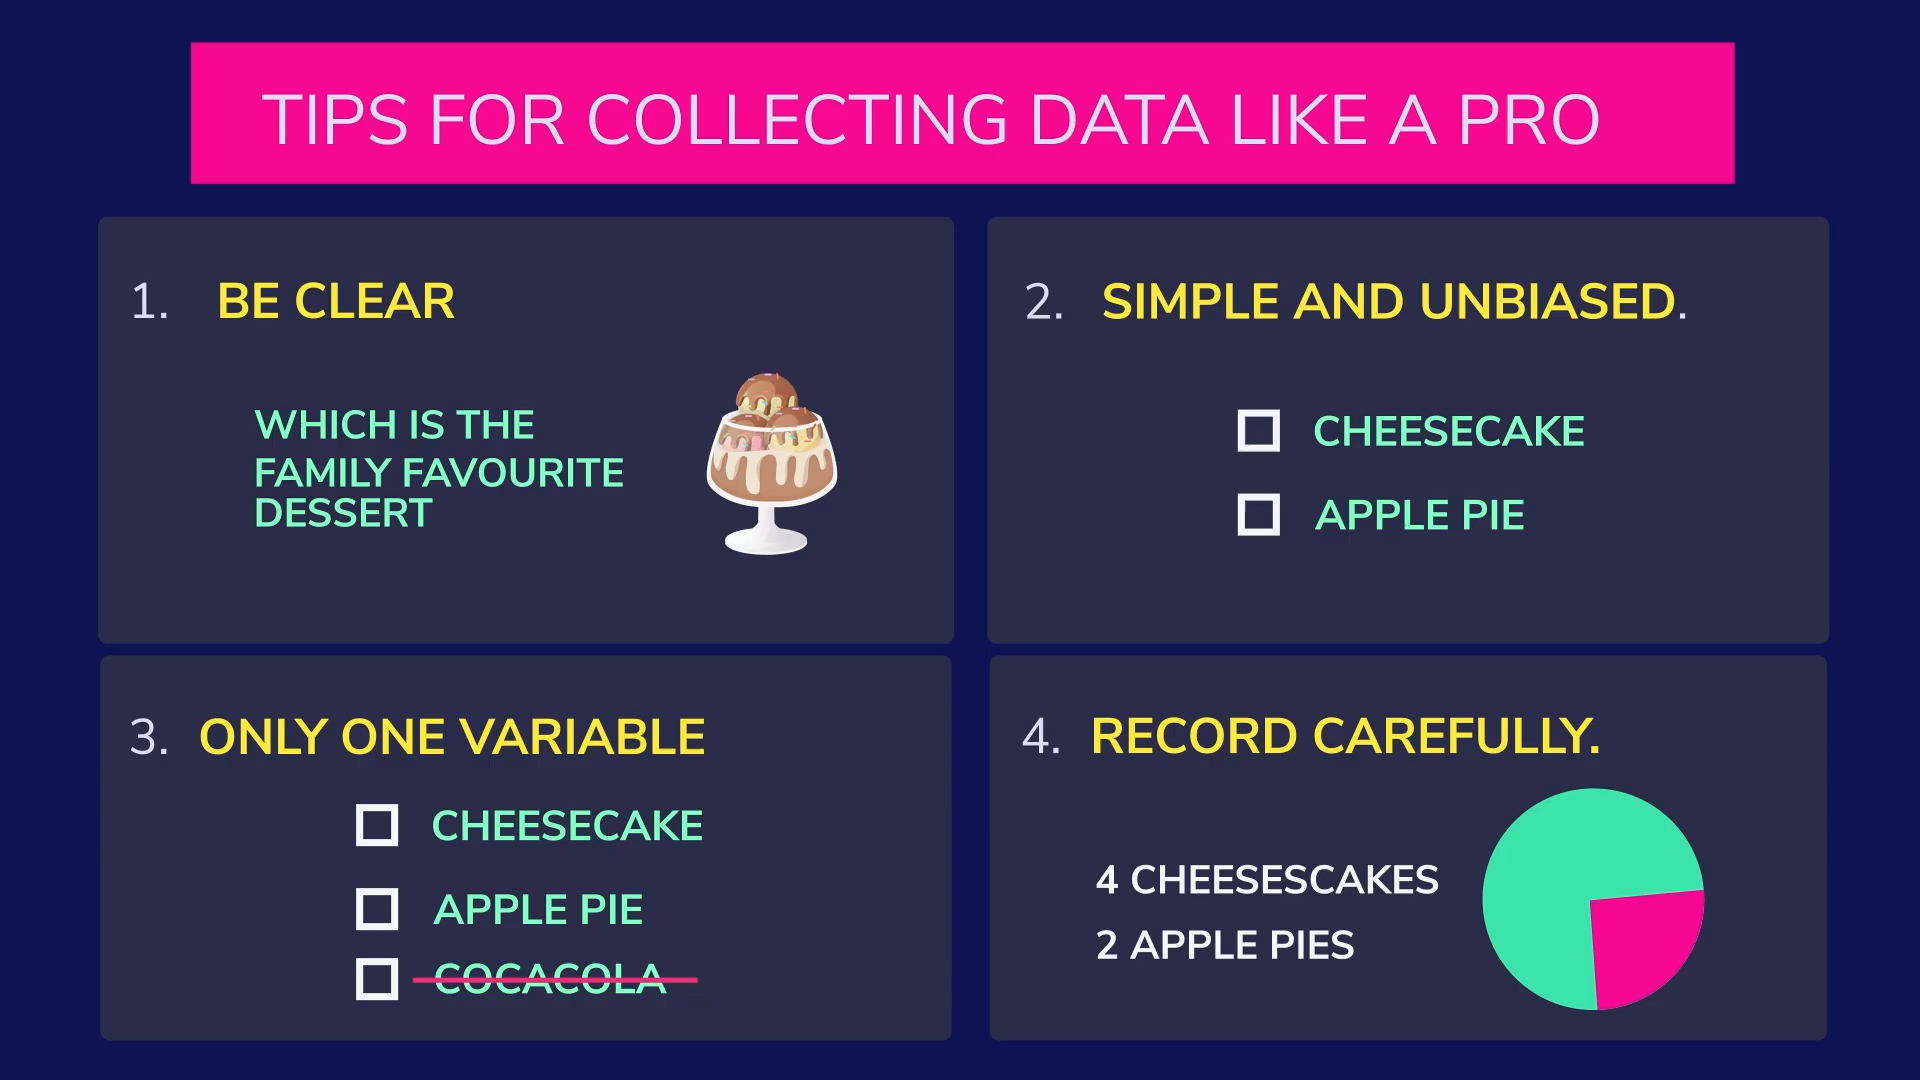 TIPS FOR COLLECTING DATA LIKE A PRO
1. BE CLEAR
WHICH IS THE
FAMILY FAVOURITE
DESSERT
2. SIMPLE AND UNBIASED.
CHEESECAKE
APPLE PIE
3. ONLY ONE VARIABLE
CHEESECAKE
APPLE PIE
COCACOLA
4. RECORD CAREFULLY.
4 CHEESESCAKES
2 APPLE PIES